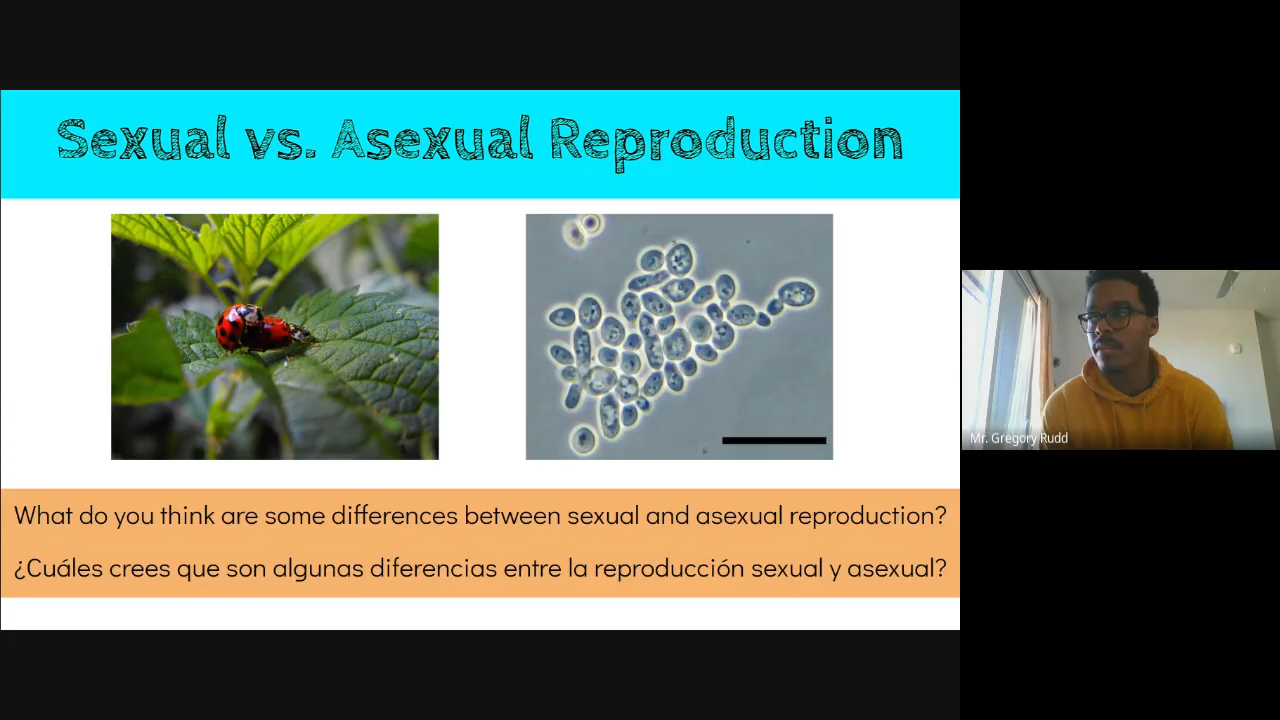 Sexual vs. Asexual Reproduction
What do you think are some differences between sexual and asexual reproduction?
¿Cuáles crees que son algunas diferencias entre la reproducción sexual y asexual?
Mr. Gregory Rudd